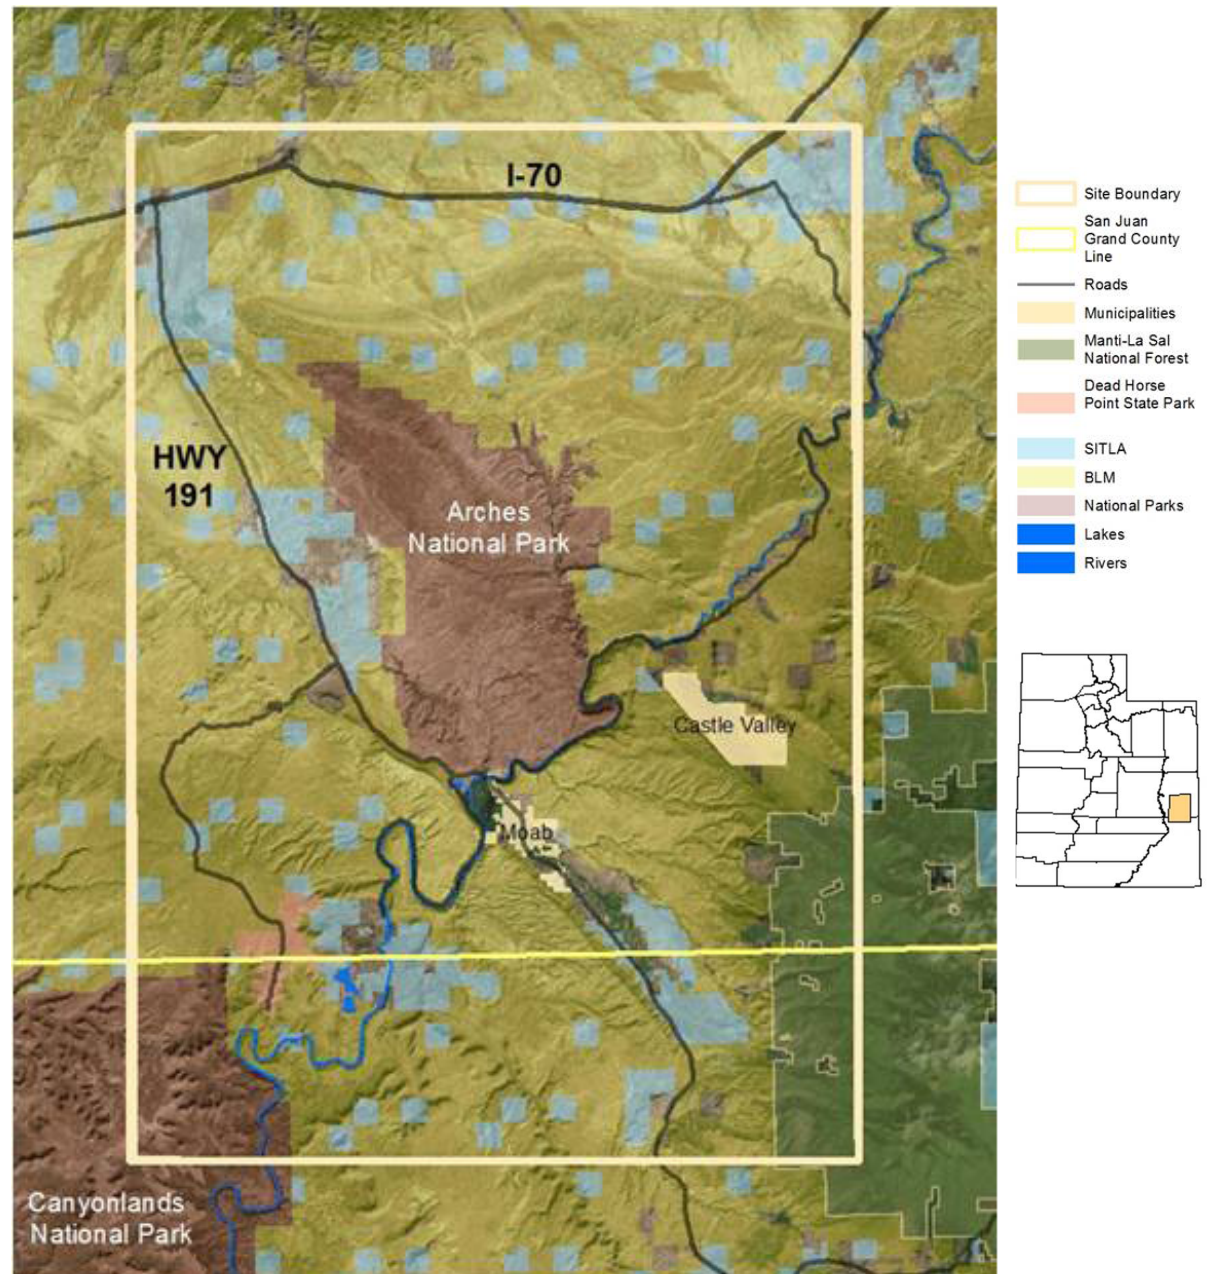 I-70
HWY
191
Arches
National Park
Castle Valley
Moab
Canyonlands
National Park
Site Boundary
San Juan
Grand County
Line
Roads
Municipalities
Manti-La Sal
National Forest
Dead Horse
Point State Park
SITLA
BLM
National Parks
Lakes
Rivers